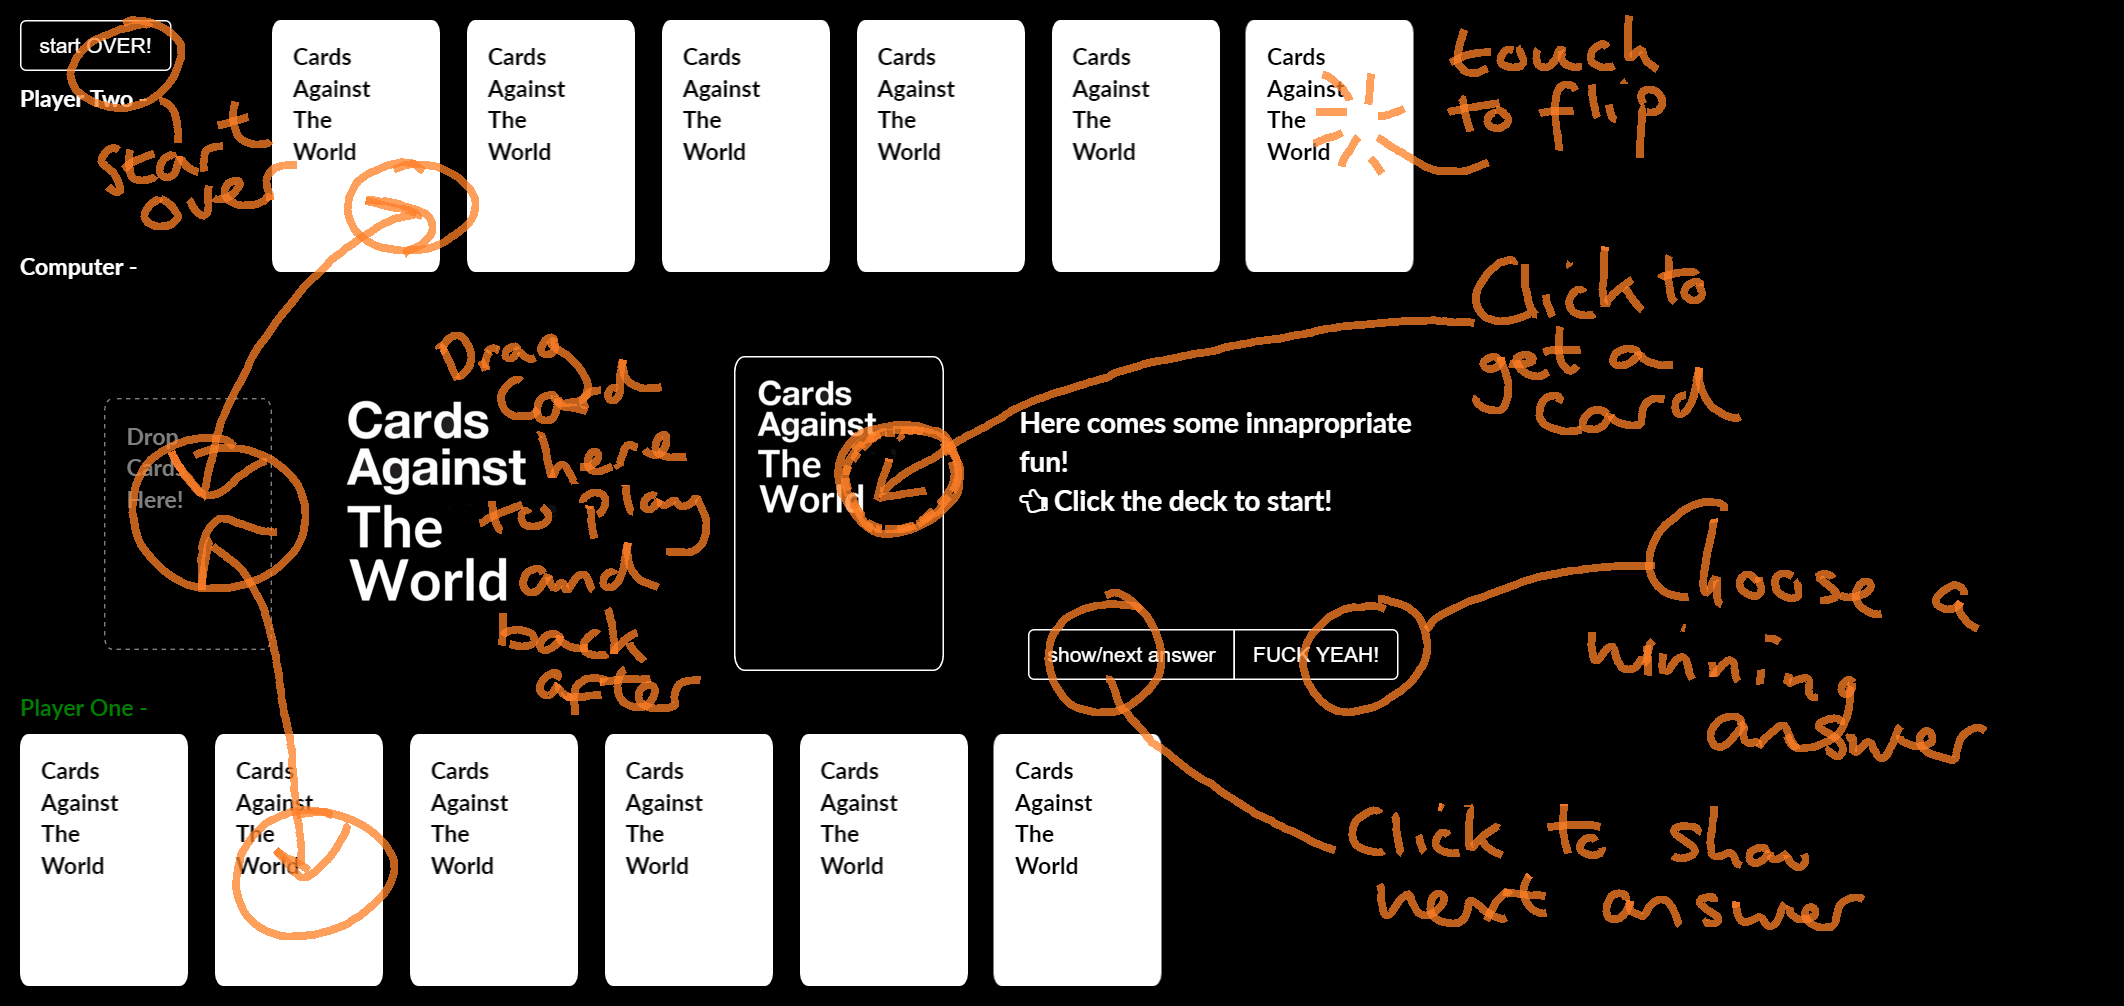 start OVER!
Player Two -
start
over
Computer -
Cards
Against
The
World
Cards
Against
The
World
Cards
Against
The
World
Cards
Against
The
World
Cards
Against
The
World
Cards
Against
The
World
touch
to flip
Click to
get a
card
Drop
Cards
Here!
Cards
Against
The
World
Drag
Card
here
to play
and
back
after
Cards
Against
The
World
Here comes some innapropriate
fun!
Click the deck to start!
show/next answer
FUCK YEAH!
Choose a
winning
answer
Click to show
next answer
Player One -
Cards
Against
The
World
Cards
Against
The
World
Cards
Against
The
World
Cards
Against
The
World
Cards
Against
The
World
Cards
Against
The
World